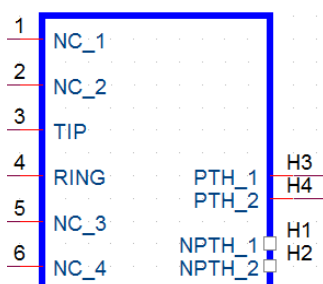 1 NC_1
2 NC_2
3 TIP
4 RING PTH_1 H3
PTH_2 H4
5 NC_3
NPTH_1 H1
6 NC_4 NPTH_2 H2